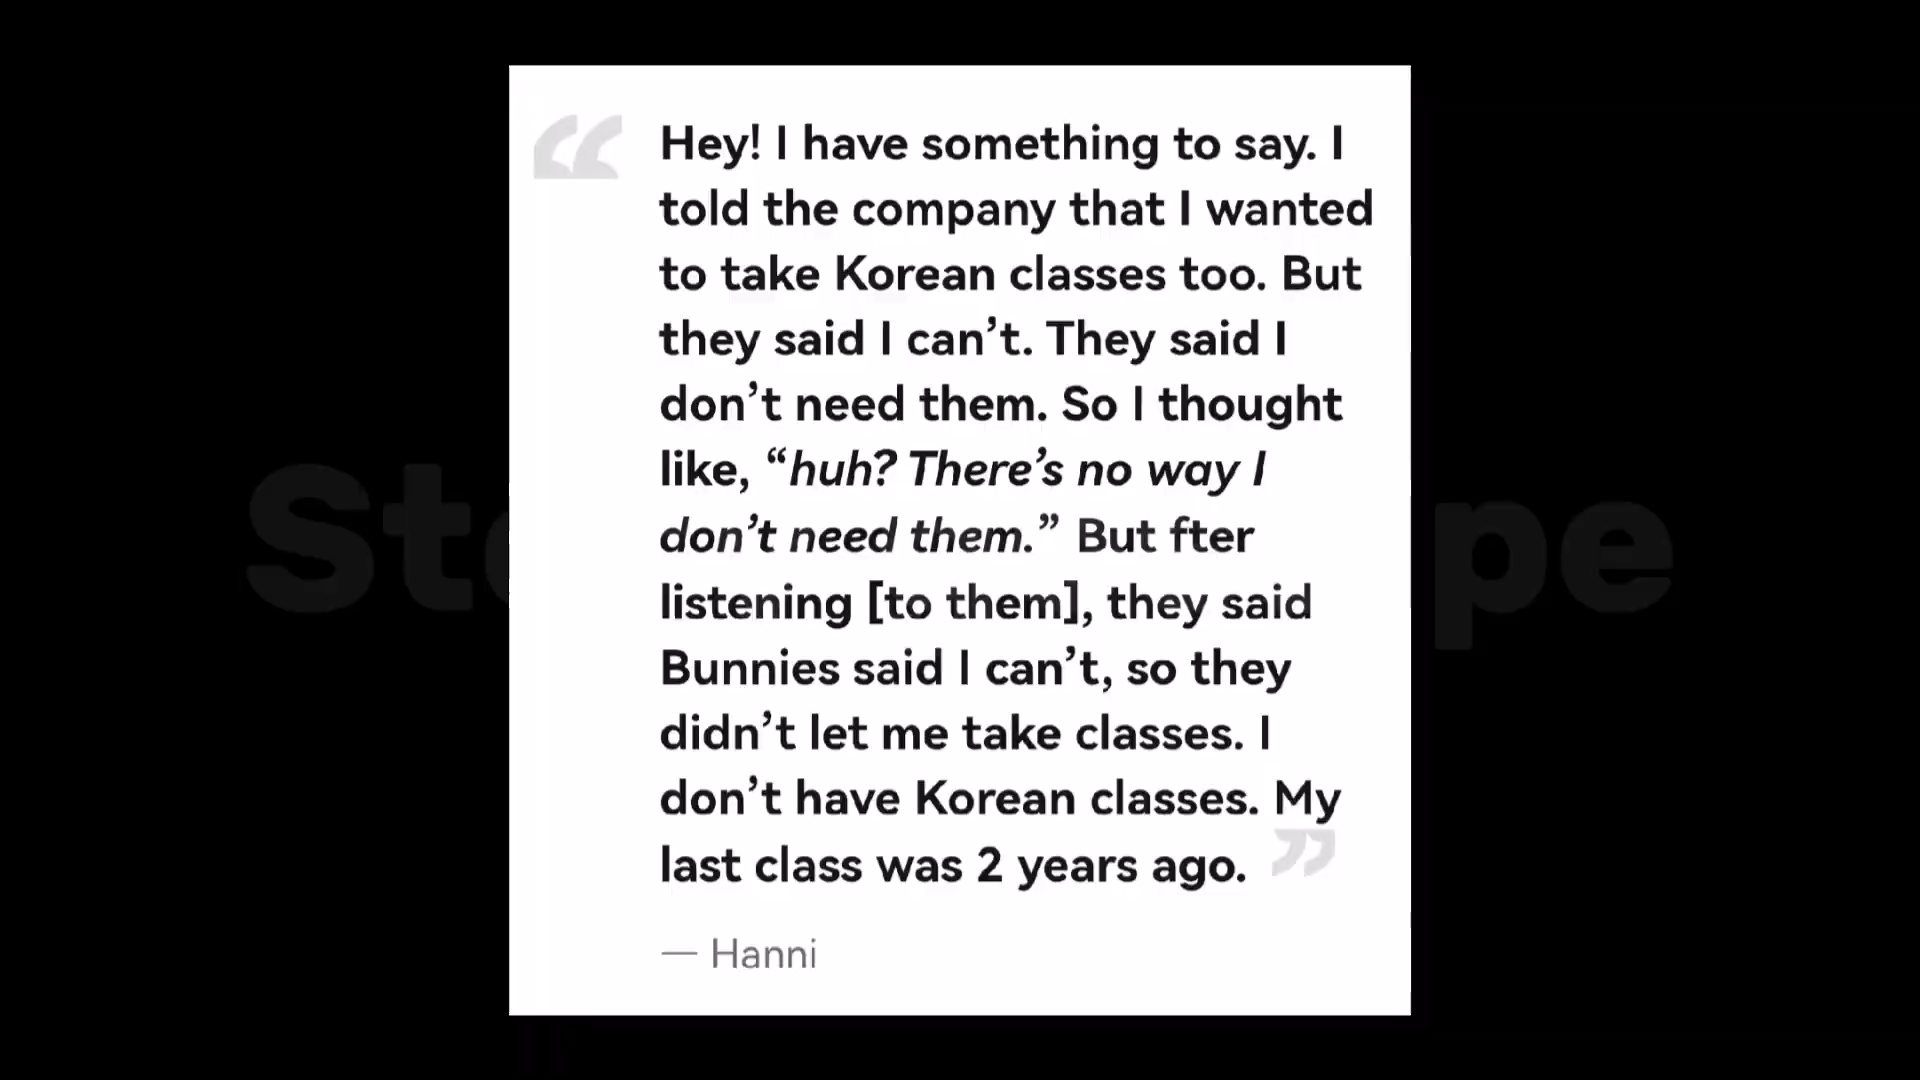 “
Hey! I have something to say. I
told the company that I wanted
to take Korean classes too. But
they said I can’t. They said I
don’t need them. So I thought
like, “huh? There’s no way I
don’t need them.” But fter
listening [to them], they said
Bunnies said I can’t, so they
didn’t let me take classes. I
don’t have Korean classes. My
last class was 2 years ago. ”
— Hanni